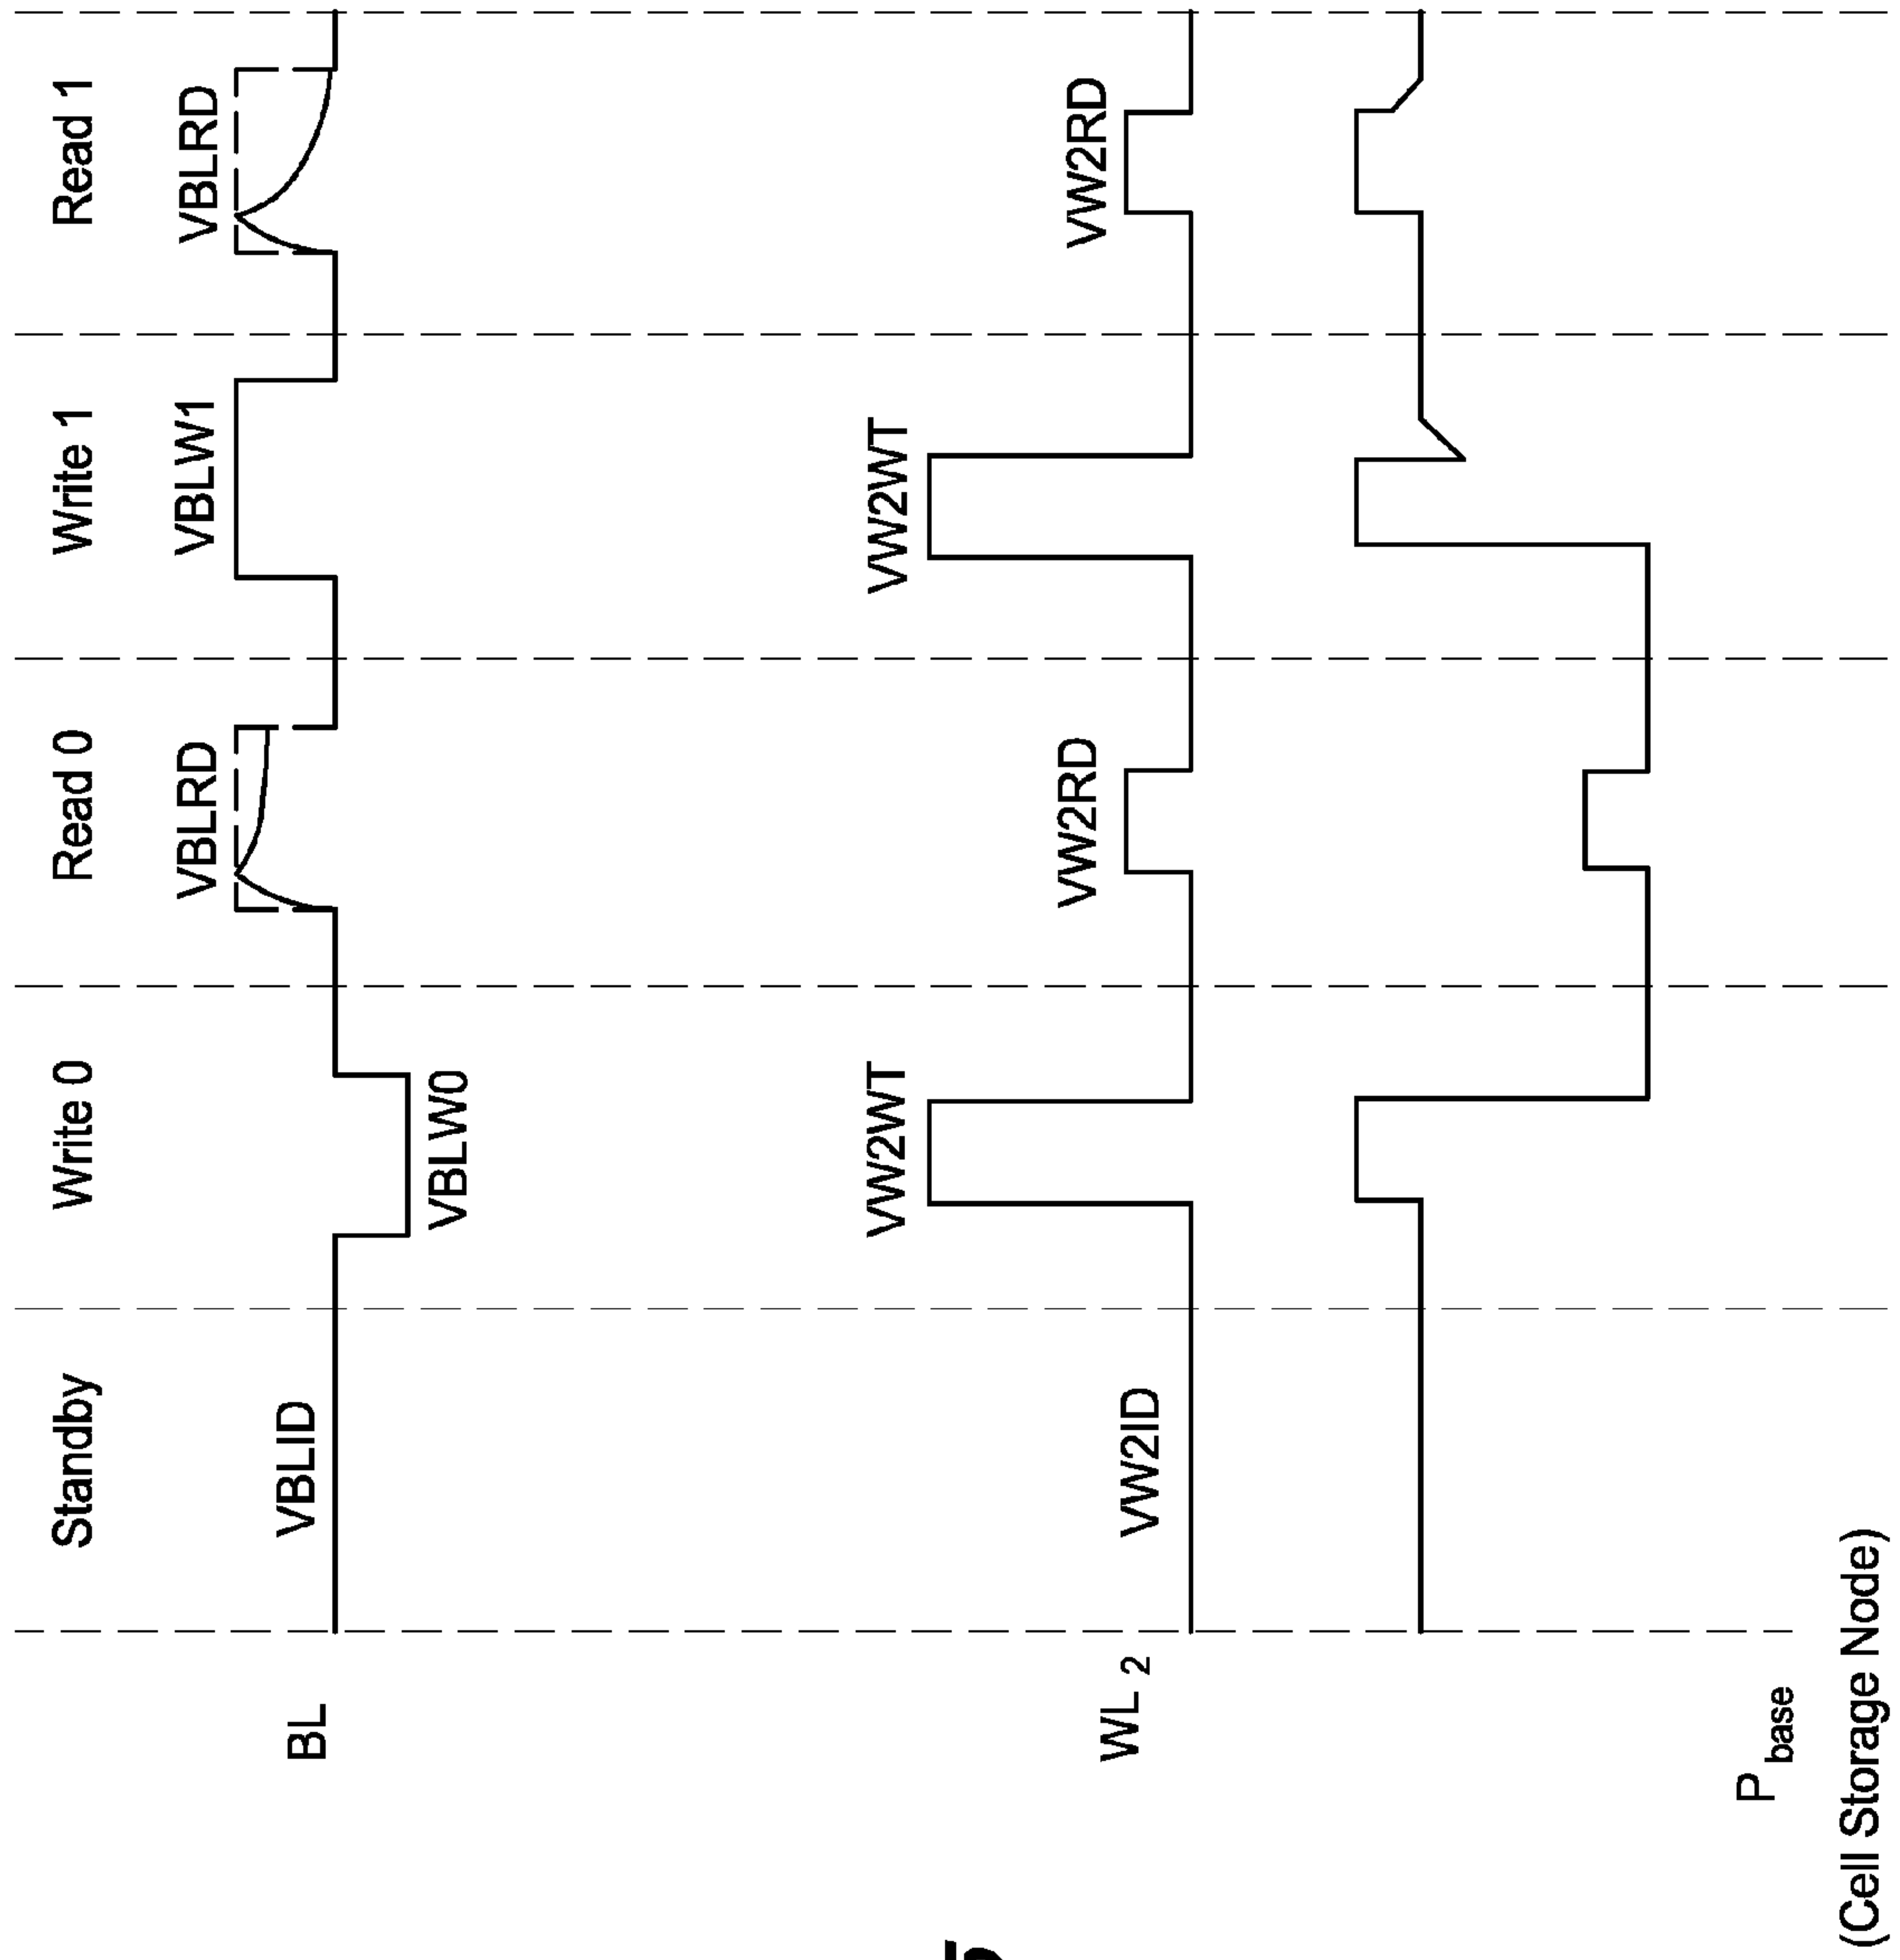 Standby Write 0 Read 0 Write 1 Read 1
VBLRD VBLW1 VBLRD
BL VBLID
VBLW0
VW2WT VW2WT
WL 2 VW2ID VW2RD VW2RD
P base
(Cell Storage Node)